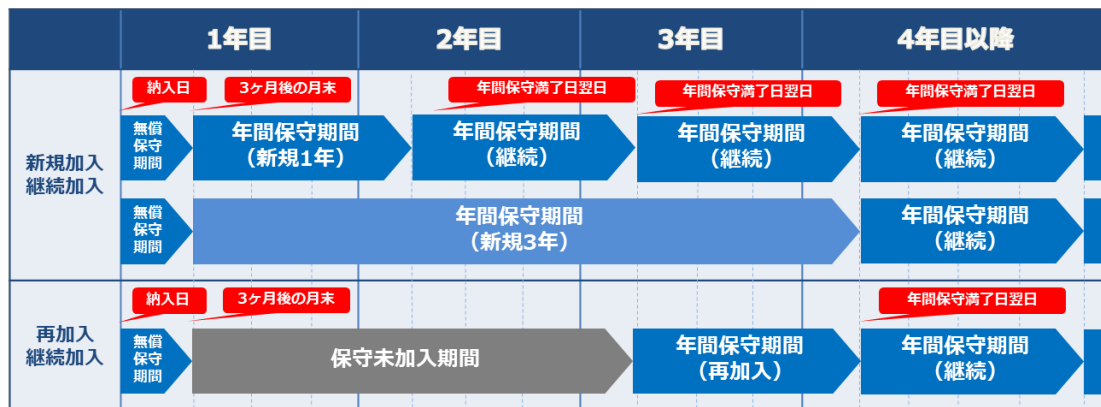 1年目 2年目 3年目 4年目以降
納入日 3ヶ月後の月末 年間保守満了日翌日 年間保守満了日翌日 年間保守満了日翌日
新規加入
継続加入
無償
保守
期間
年間保守期間
(新規1年)
年間保守期間
(継続)
年間保守期間
(継続)
年間保守期間
(継続)
無償
保守
期間
年間保守期間
(新規3年)
年間保守期間
(継続)
納入日 3ヶ月後の月末 年間保守満了日翌日
再加入
継続加入
無償
保守
期間
保守未加入期間
年間保守期間
(再加入)
年間保守期間
(継続)